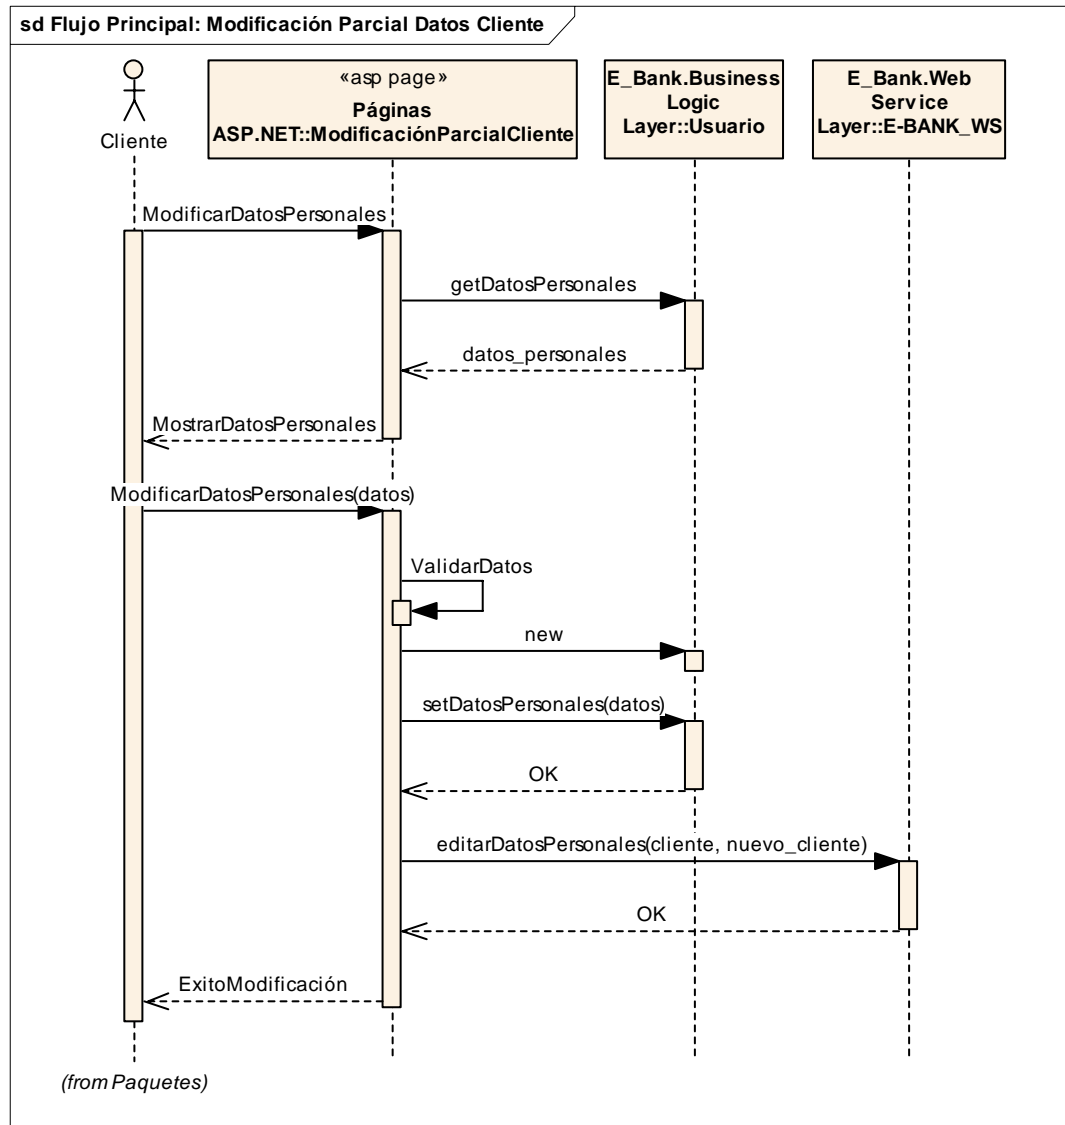 sd Flujo Principal: Modificación Parcial Datos Cliente
Cliente
«asp page»
Páginas
ASP.NET::ModificaciónParcialCliente
E_Bank.Business
Logic
Layer::Usuario
E_Bank.Web
Service
Layer::E-BANK_WS
ModificarDatosPersonales
getDatosPersonales
datos_personales
MostrarDatosPersonales
ModificarDatosPersonales(datos)
ValidarDatos
new
setDatosPersonales(datos)
OK
editarDatosPersonales(cliente, nuevo_cliente)
OK
ExitoModificación
(from Paquetes)